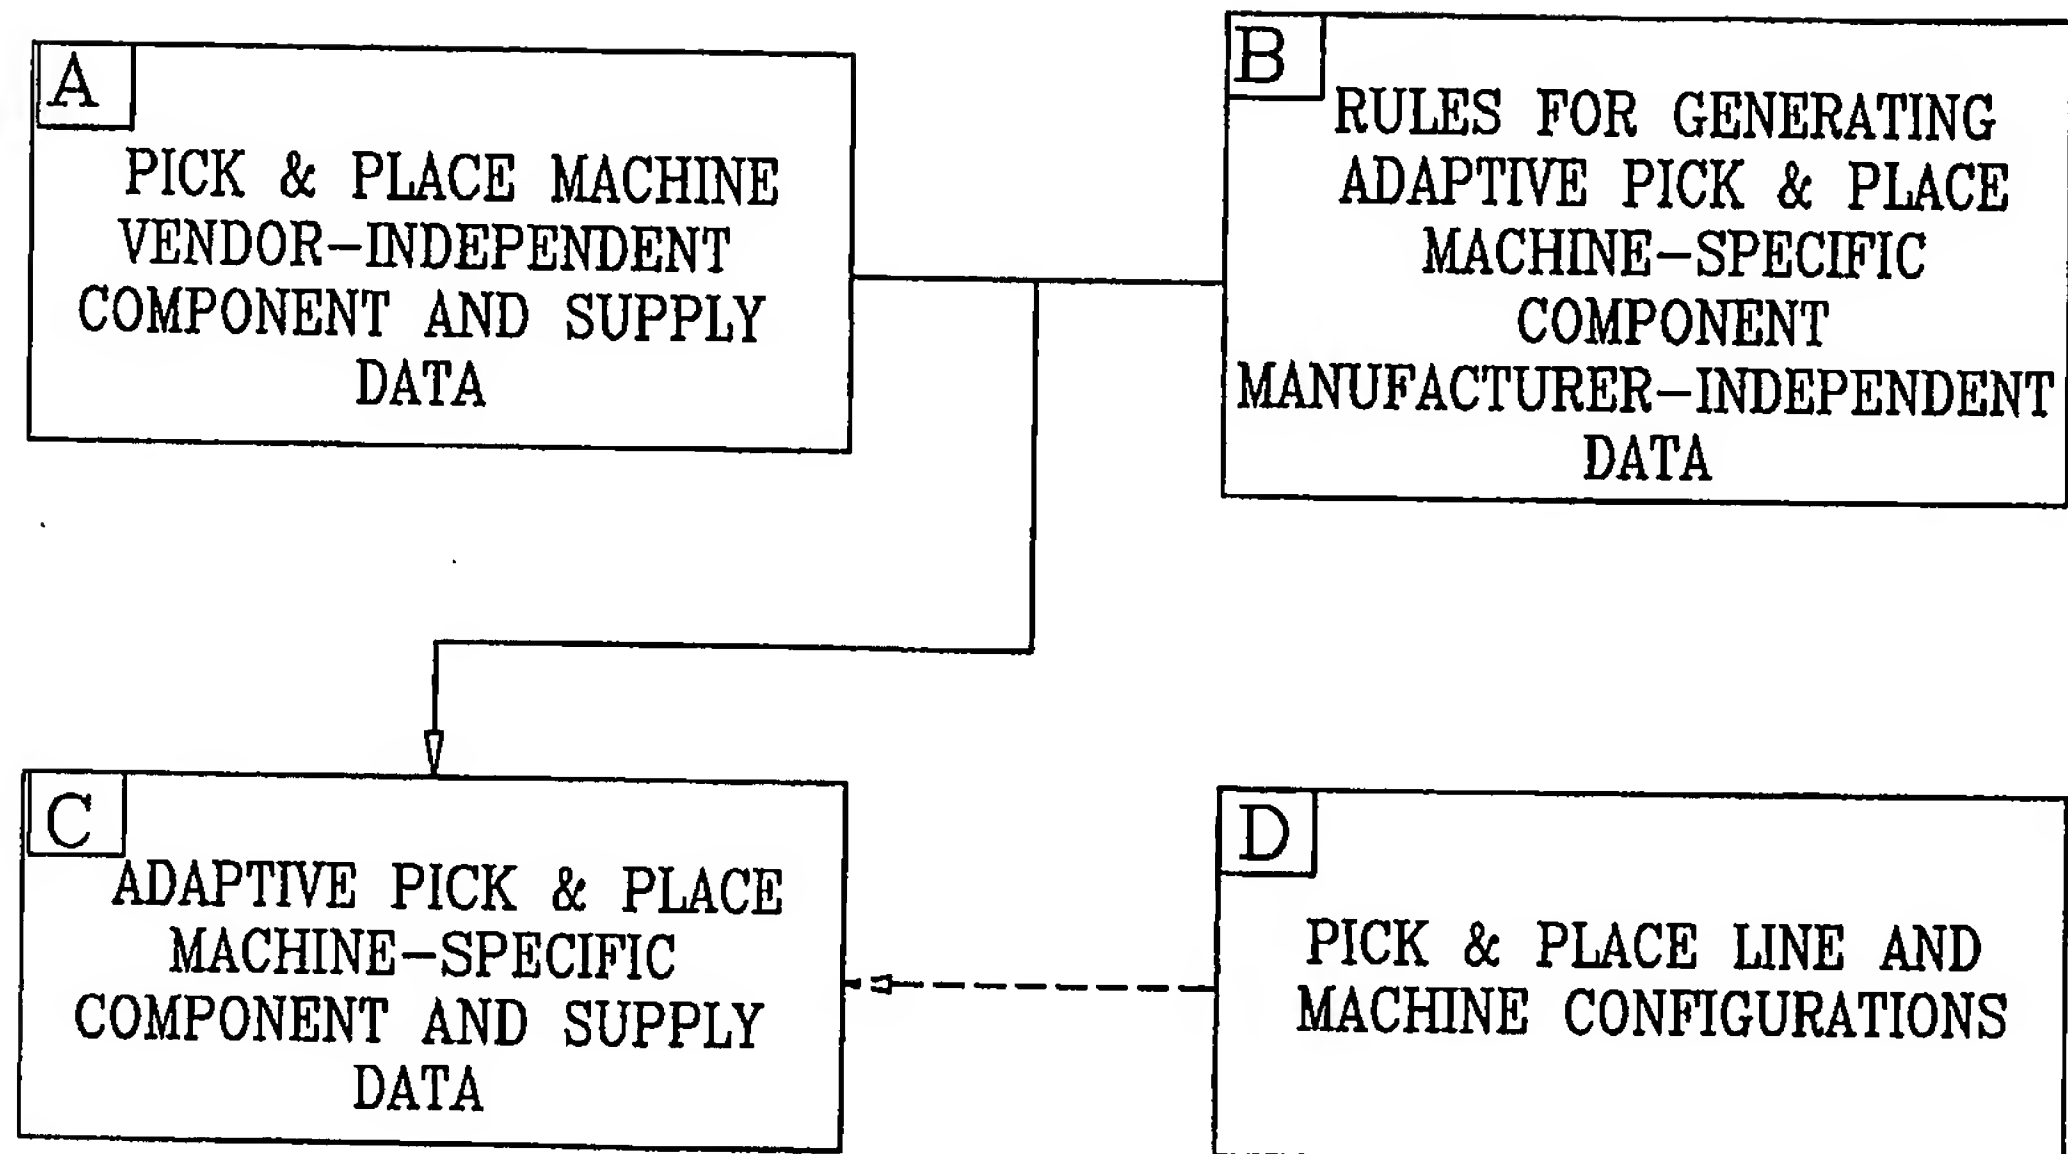 A
PICK & PLACE MACHINE
VENDOR-INDEPENDENT
COMPONENT AND SUPPLY
DATA
B
RULES FOR GENERATING
ADAPTIVE PICK & PLACE
MACHINE-SPECIFIC
COMPONENT
MANUFACTURER-INDEPENDENT
DATA
C
ADAPTIVE PICK & PLACE
MACHINE-SPECIFIC
COMPONENT AND SUPPLY
DATA
D
PICK & PLACE LINE AND
MACHINE CONFIGURATIONS